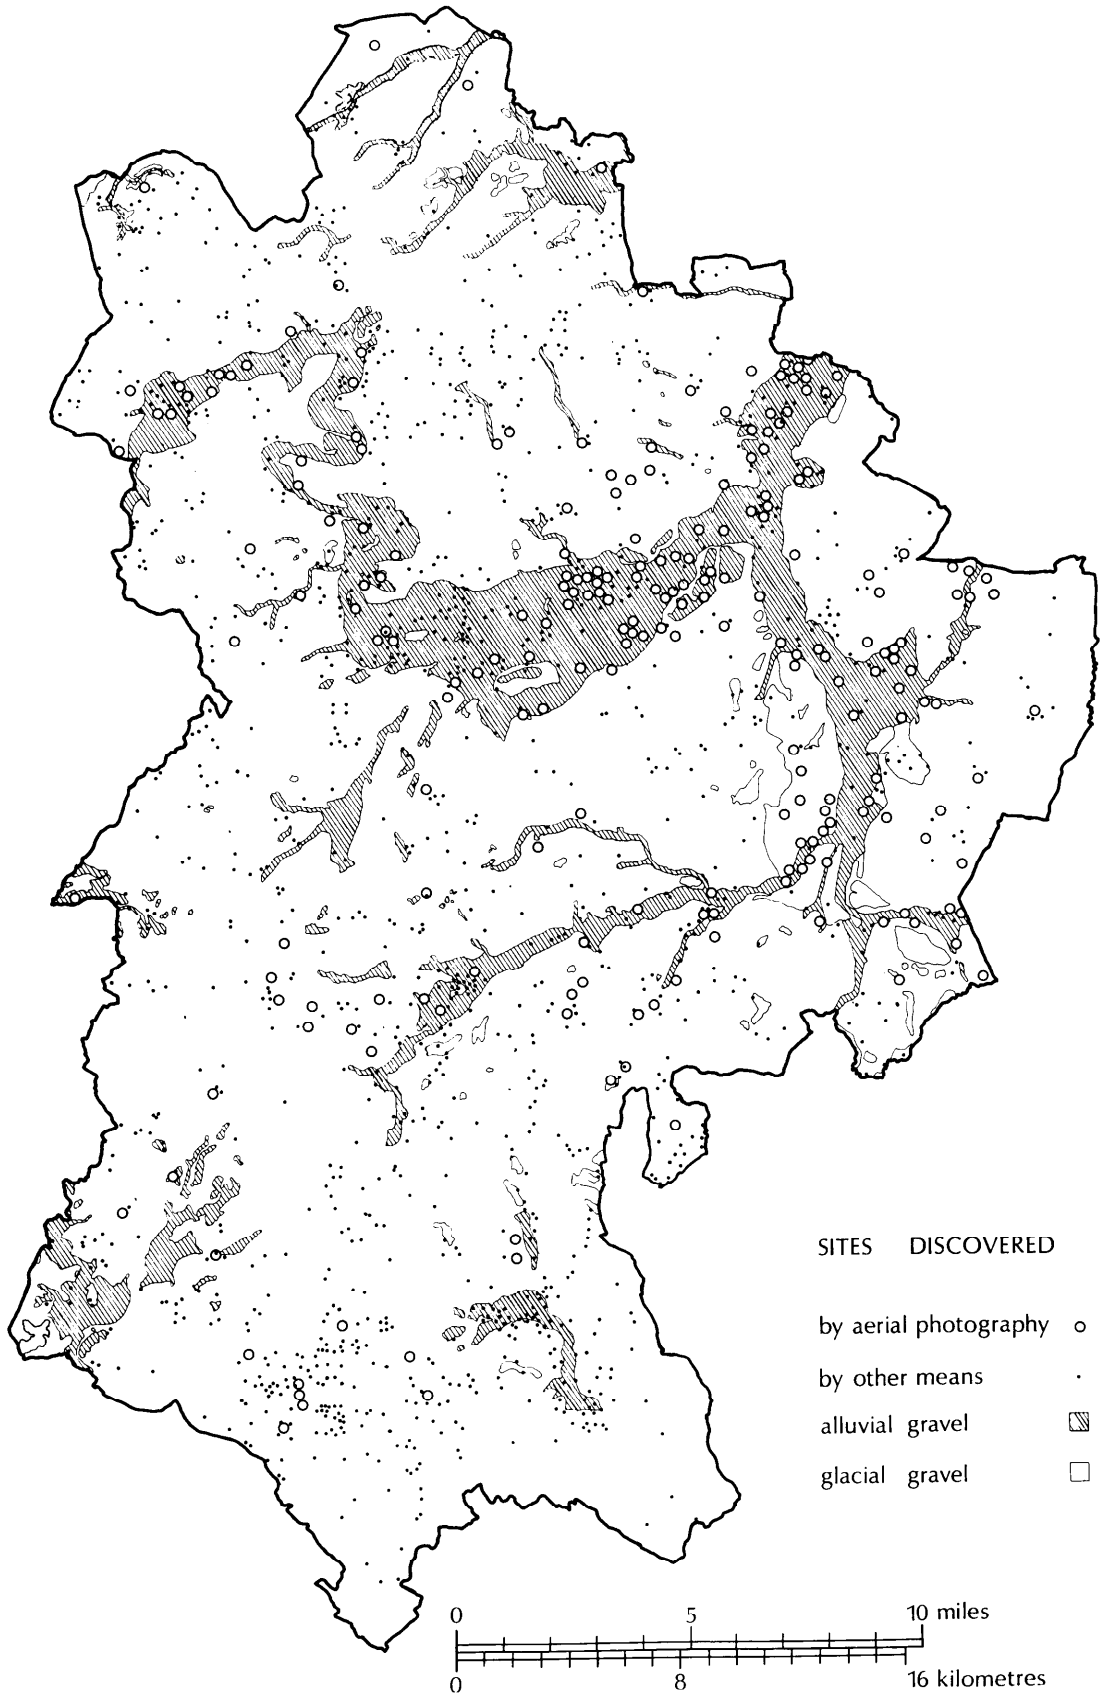 SITES DISCOVERED
by aerial photography
by other means
alluvial gravel
glacial gravel
0 5 10 miles
0 8 16 kilometres